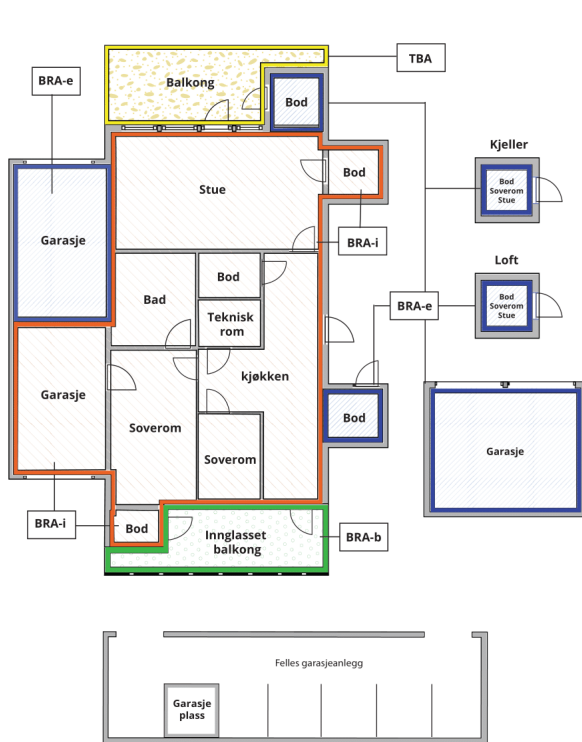 TBA
Balkong
BRA-e
Bod
Kjeller
Bod
Stue
Bod
Soverom
Stue
Garasje
BRA-i
Loft
Bod
Bad
Teknisk
rom
BRA-e
Bod
Soverom
Stue
kjøkken
Garasje
Bod
Soverom
Soverom
Garasje
BRA-i
Bod
Innglasset
balkong
BRA-b
Felles garasjeanlegg
Garasje
plass